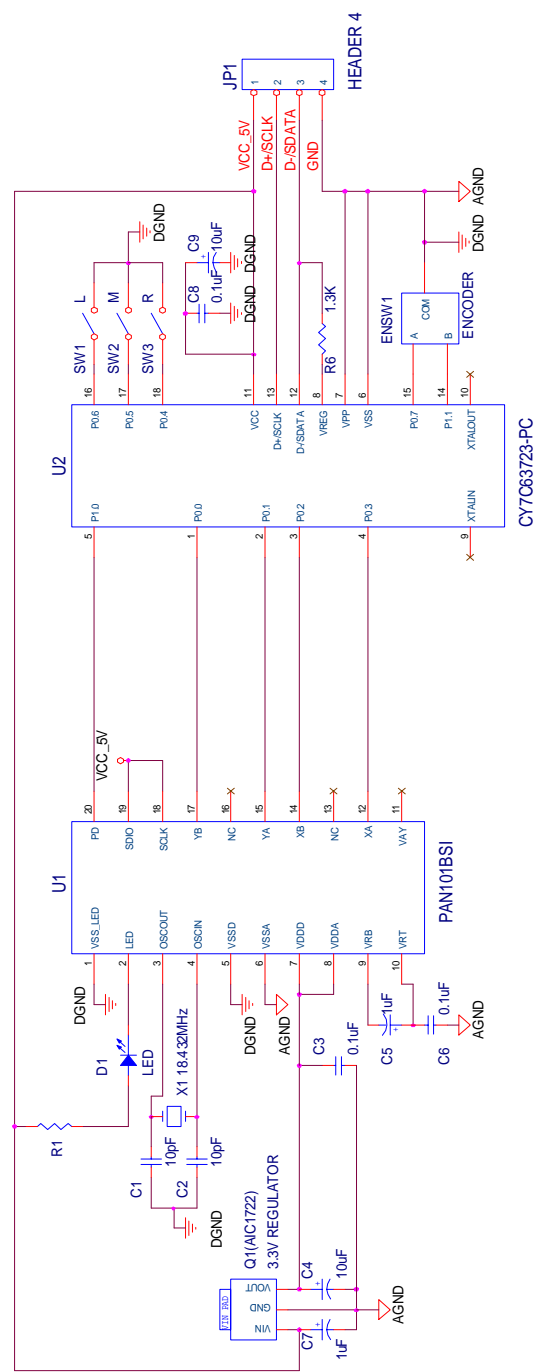 JP1
HEADER 4
1
2
3
4
VCC_5V
D+/SCLK
D-/SDATA
GND
AGND
DGND
DGND
SW1
L
SW2
M
SW3
R
C9
10uF
C8
0.1uF
DGND
DGND
R6
1.3K
ENSW1
ENCODER
A
B
COM
U2
CY7C63723-PC
16
P0.6
17
P0.5
18
P0.4
11
VCC
13
D+/SCLK
12
D-/SDATA
8
VREG
7
VPP
6
VSS
15
P0.7
14
P1.1
10
XTALOUT
5
P1.0
1
P0.0
2
P0.1
3
P0.2
4
P0.3
9
XTALIN
VCC_5V
U1
PAN101BSI
20
PD
19
SDIO
18
SCLK
17
YB
16
NC
15
YA
14
XB
13
NC
12
XA
11
VAY
1
VSS_LED
2
LED
3
OSCOUT
4
OSCIN
5
VSSD
6
VSSA
7
VDDD
8
VDDA
9
VRB
10
VRT
DGND
DGND
AGND
D1
LED
R1
X1 18.432MHz
C1
10pF
C2
10pF
DGND
C3
0.1uF
C5
1uF
C6
0.1uF
AGND
Q1(AIC1722)
3.3V REGULATOR
VIN PAD
VIN
GND
VOUT
C4
10uF
C7
1uF
AGND